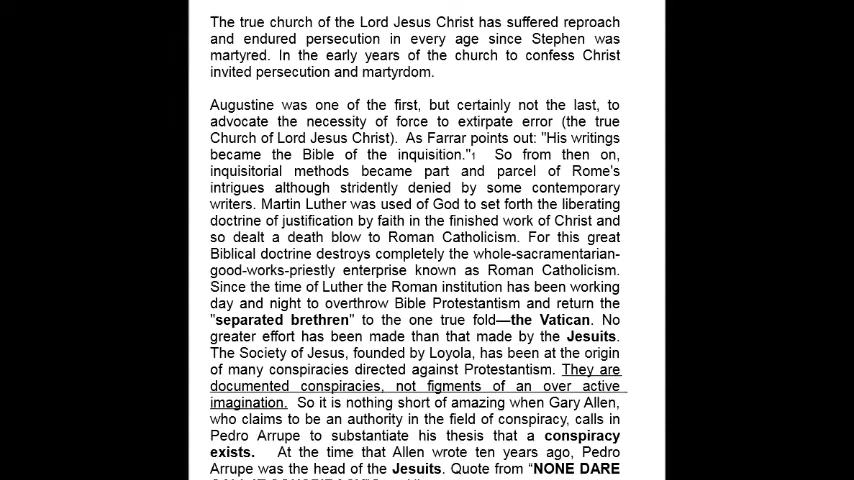 The true church of the Lord Jesus Christ has suffered reproach
and endured persecution in every age since Stephen was
martyred. In the early years of the church to confess Christ
invited persecution and martyrdom.
Augustine was one of the first, but certainly not the last, to
advocate the necessity of force to extirpate error (the true
Church of Lord Jesus Christ). As Farrar points out: "His writings
became the Bible of the inquisition."1 So from then on,
inquisitorial methods became part and parcel of Rome's
intrigues although stridently denied by some contemporary
writers. Martin Luther was used of God to set forth the liberating
doctrine of justification by faith in the finished work of Christ and
so dealt a death blow to Roman Catholicism. For this great
Biblical doctrine destroys completely the whole-sacramentarian-
good-works-priestly enterprise known as Roman Catholicism.
Since the time of Luther the Roman institution has been working
day and night to overthrow Bible Protestantism and return the
"separated brethren" to the one true fold—the Vatican. No
greater effort has been made than that made by the Jesuits.
The Society of Jesus, founded by Loyola, has been at the origin
of many conspiracies directed against Protestantism. They are
documented conspiracies, not figments of an over active
imagination. So it is nothing short of amazing when Gary Allen,
who claims to be an authority in the field of conspiracy, calls in
Pedro Arrupe to substantiate his thesis that a conspiracy
exists. At the time that Allen wrote ten years ago, Pedro
Arrupe was the head of the Jesuits. Quote from “NONE DARE